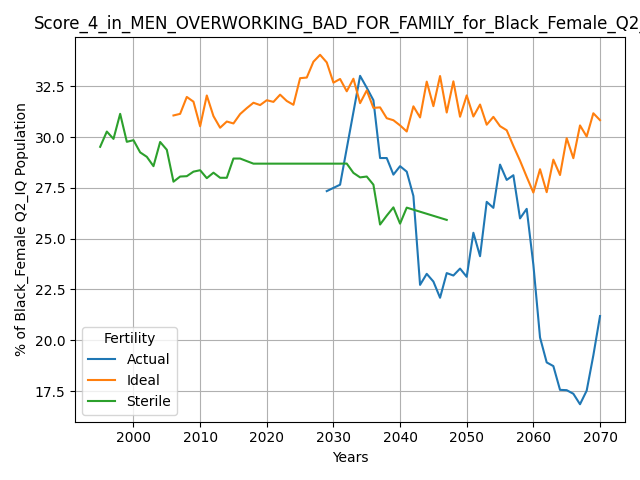 Score_4_in_MEN_OVERWORKING_BAD_FOR_FAMILY_for_Black_Female_Q2_
% of Black_Female Q2_IQ Population
32.5
30.0
27.5
25.0
22.5
20.0
17.5
Fertility
Actual
Ideal
Sterile
2000 2010 2020 2030 2040 2050 2060 2070
Years